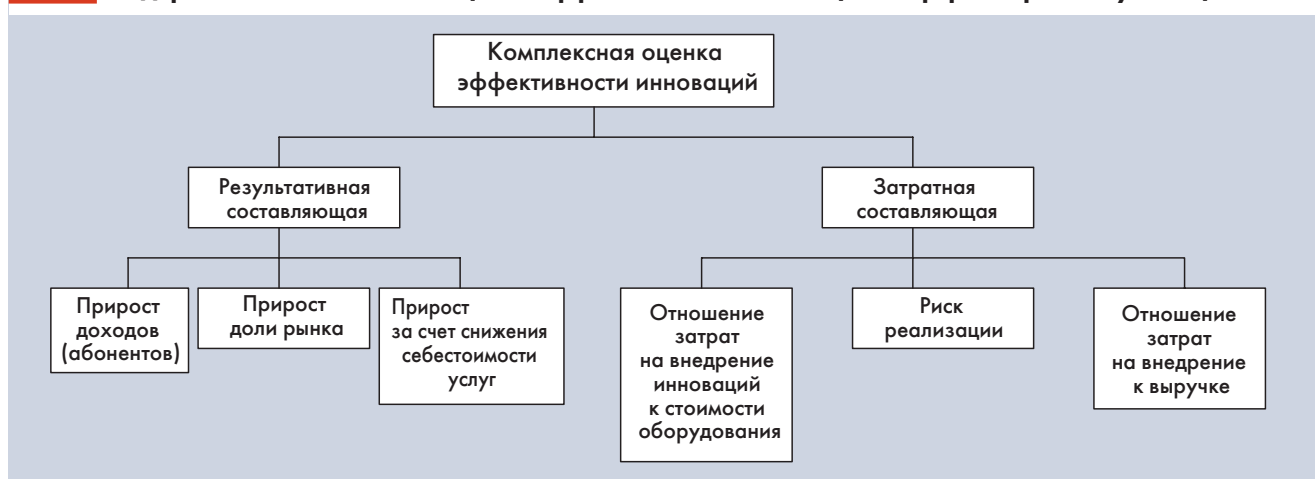 Комплексная оценка
эффективности инноваций
Результативная
составляющая
Затратная
составляющая
Прирост
доходов
(абонентов)
Прирост
доли рынка
Прирост
за счет снижения
себестоимости
услуг
Отношение
затрат
на внедрение
инноваций
к стоимости
оборудования
Риск
реализации
Отношение
затрат
на внедрение
к выручке